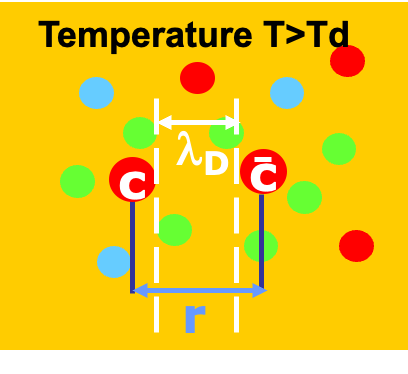 Temperature T>Td
λD
c c̄
r